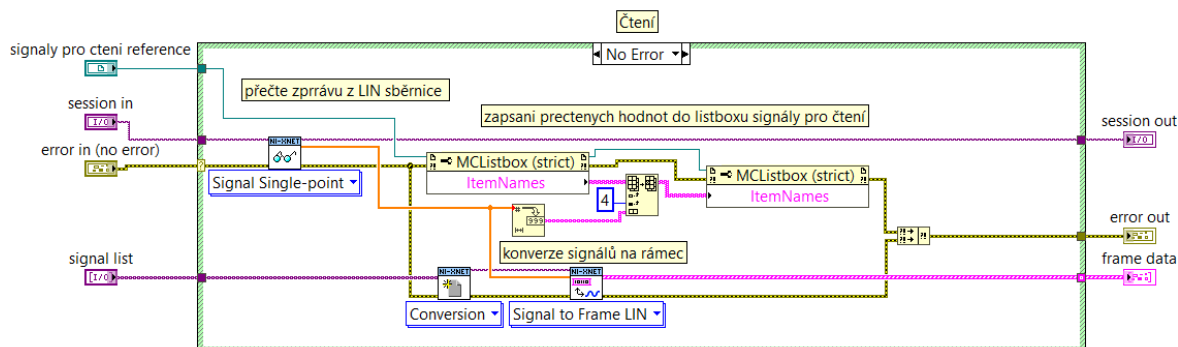 Čtení
signaly pro cteni reference
No Error
přečte zprrávu z LIN sběrnice
session in
I/O
zapsani prectenych hodnot do listboxu signály pro čtení
session out
I/O
NI-XNET
error in (no error)
?
MCListbox (strict)
ItemNames
MCListbox (strict)
ItemNames
Signal Single-point
4
#
999
error out
konverze signálů na rámec
signal list
[I/O]
frame data
NI-XNET
NI-XNET
Conversion
Signal to Frame LIN